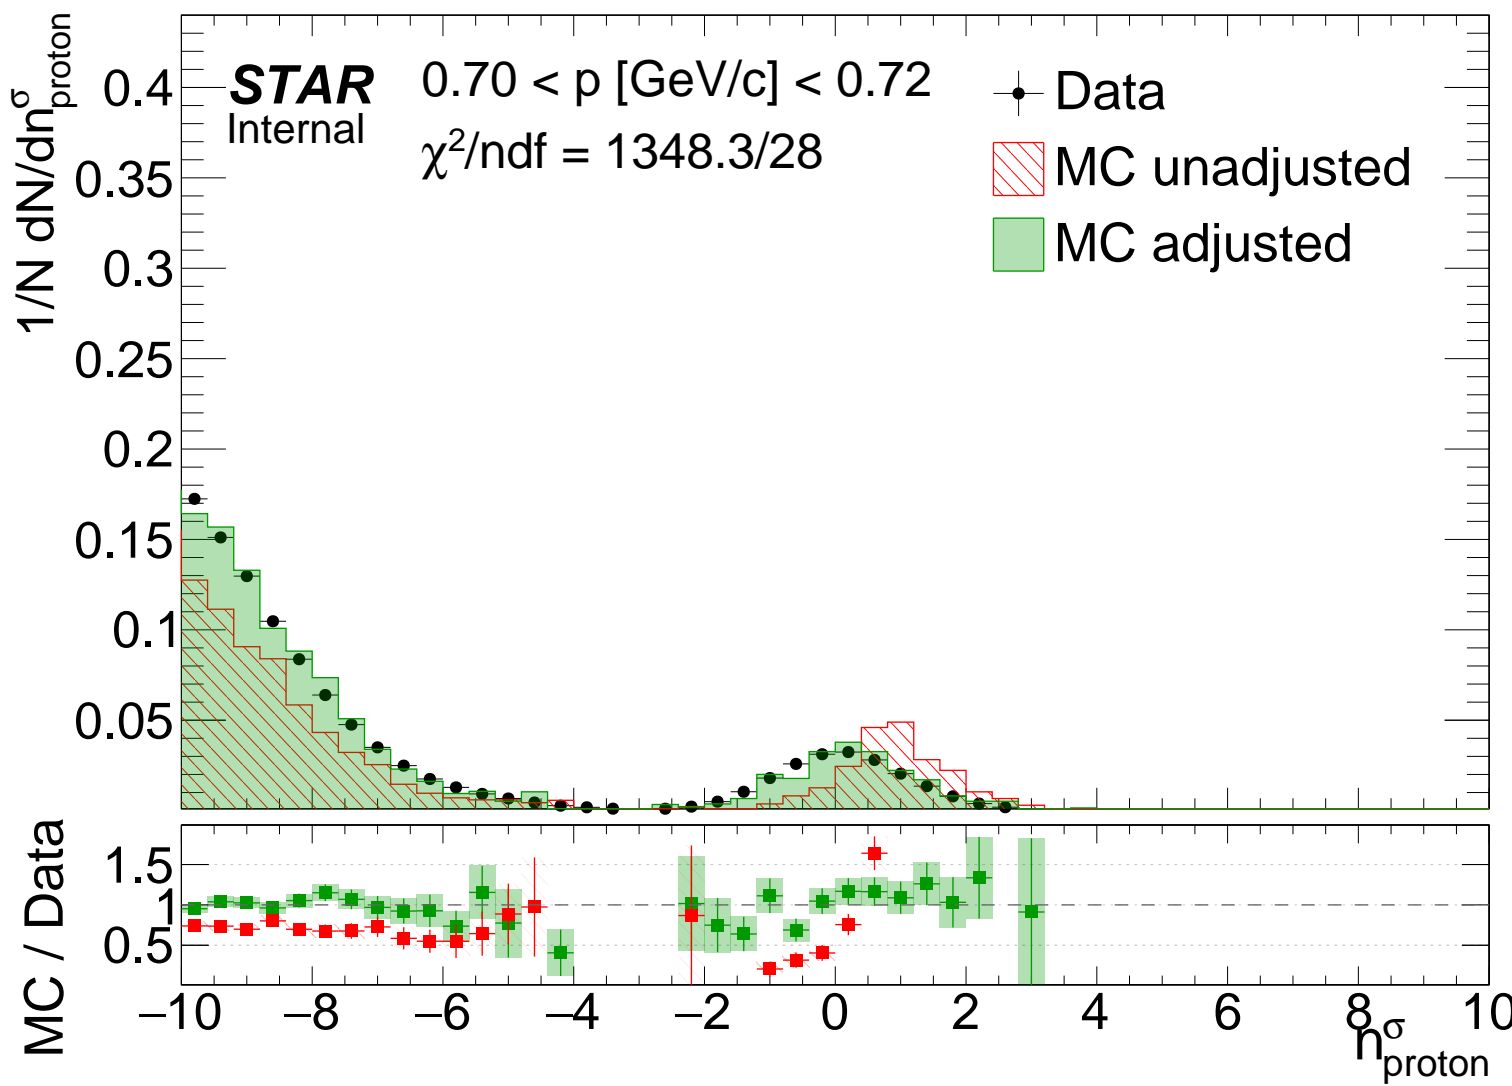 1/N dN/dn^σ_proton
0.4
0.35
0.3
0.25
0.2
0.15
0.1
0.05
STAR
Internal
0.70 < p [GeV/c] < 0.72
χ²/ndf = 1348.3/28
Data
MC unadjusted
MC adjusted
MC / Data
1.5
1
0.5
−10 −8 −6 −4 −2 0 2 4 6 8 10
n^σ_proton